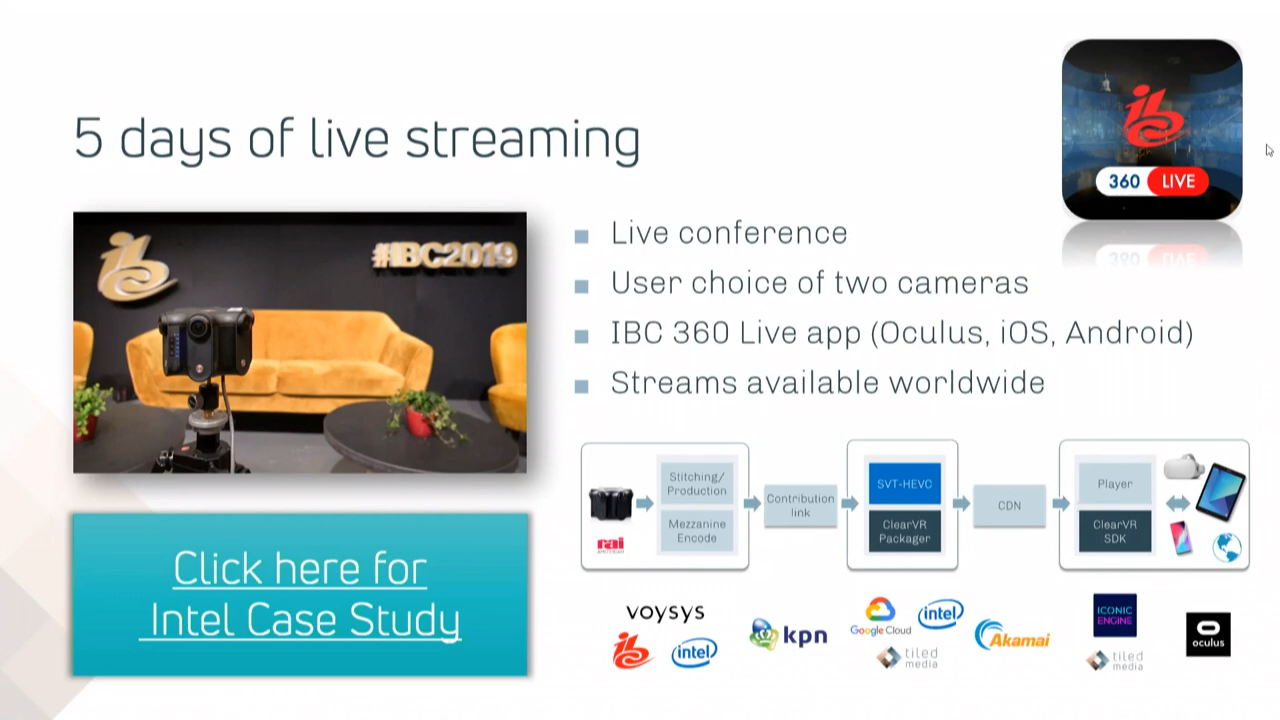 5 days of live streaming
360 LIVE
#IBC2019
Live conference
User choice of two cameras
IBC 360 Live app (Oculus, iOS, Android)
Streams available worldwide
Click here for
Intel Case Study
rai
AMSTERDAM
Stitching/
Production
Mezzanine
Encode
Contribution
link
SVT-HEVC
ClearVR
Packager
CDN
Player
ClearVR
SDK
voysys
intel
kpn
Google Cloud
intel
tiled
media
Akamai
ICONIC
ENGINE
tiled
media
oculus